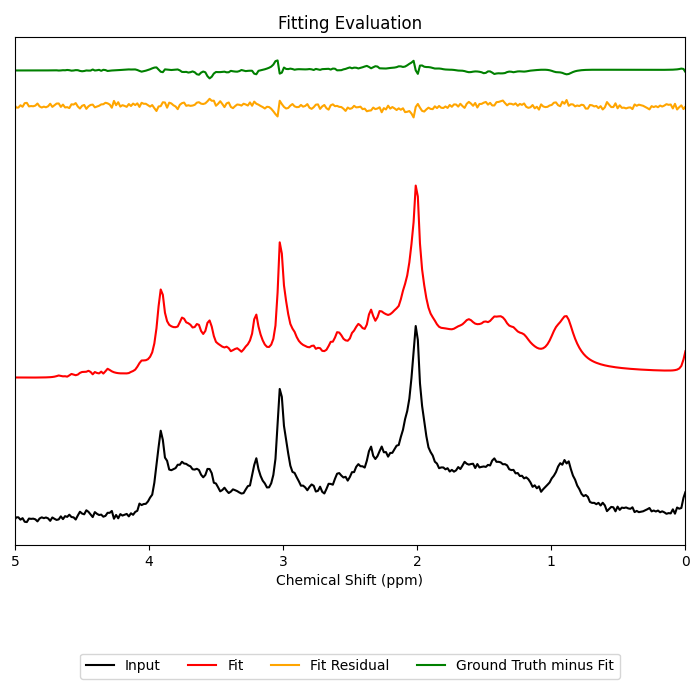 Fitting Evaluation
5 4 3 2 1 0
Chemical Shift (ppm)
Input Fit Fit Residual Ground Truth minus Fit